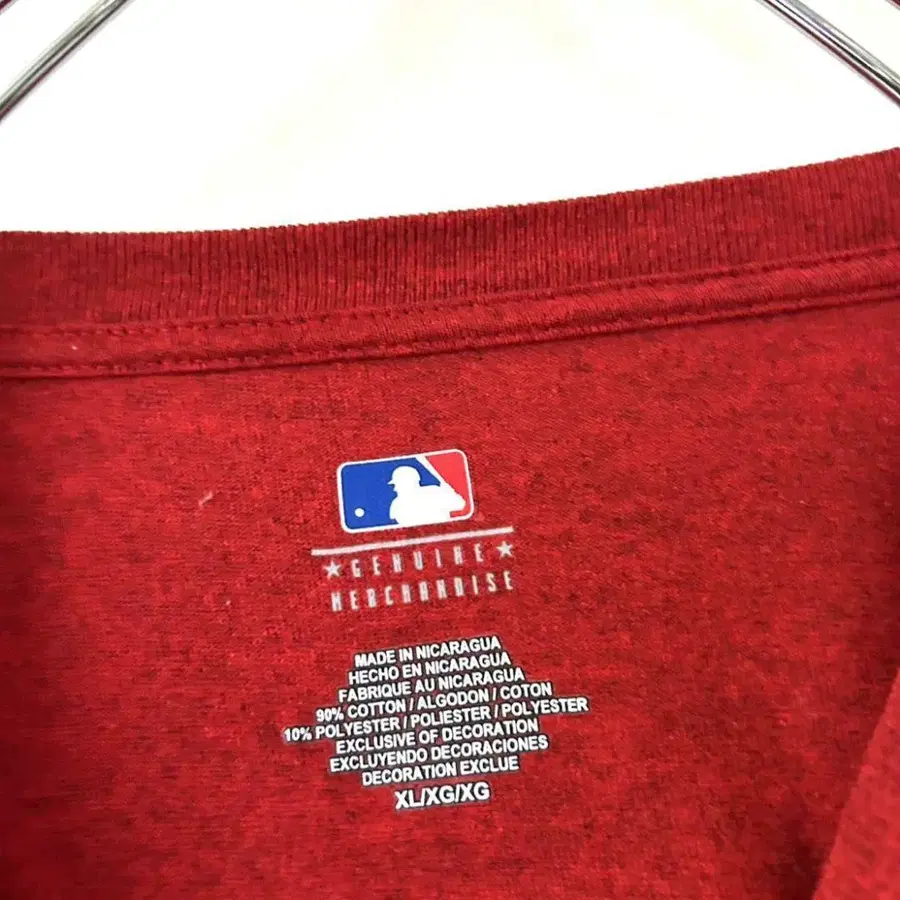 ★ GENUINE ★
MERCHANDISE
MADE IN NICARAGUA
HECHO EN NICARAGUA
FABRIQUE AU NICARAGUA
90% COTTON / ALGODON / COTON
10% POLYESTER / POLIESTER / POLYESTER
EXCLUSIVE OF DECORATION
EXCLUYENDO DECORACIONES
DECORATION EXCLUE
XL/XG/XG